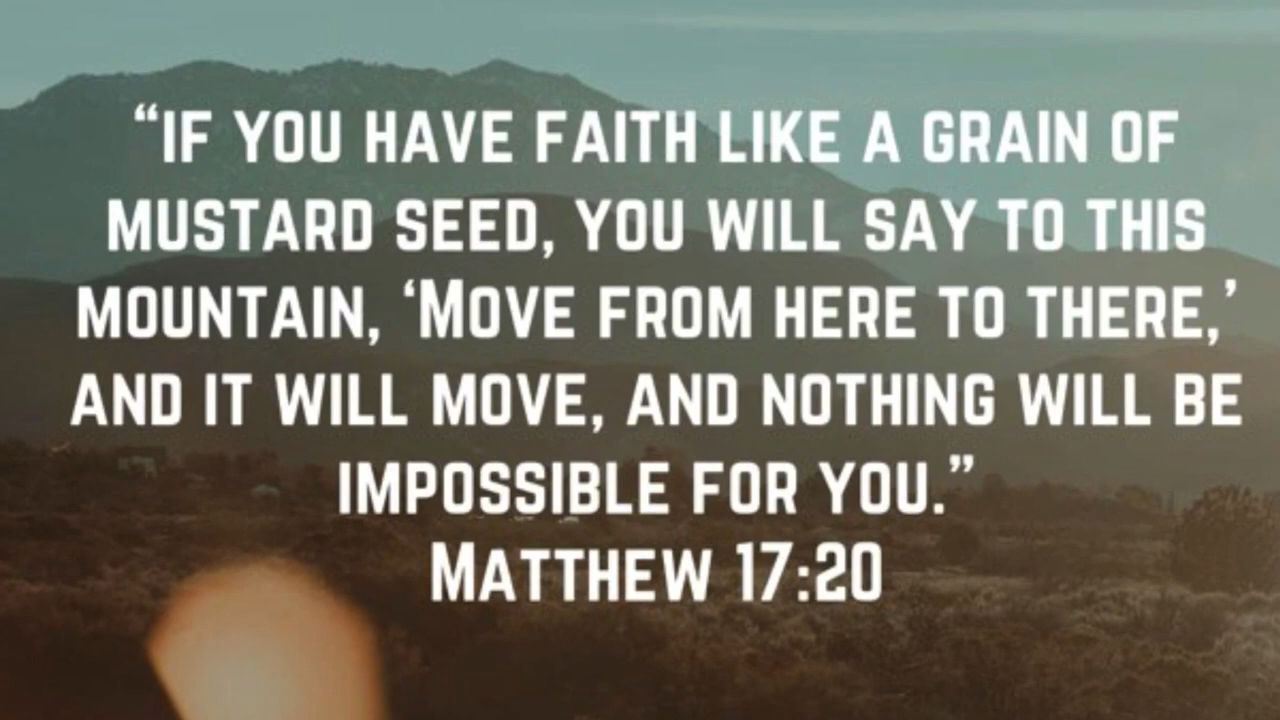 “IF YOU HAVE FAITH LIKE A GRAIN OF
MUSTARD SEED, YOU WILL SAY TO THIS
MOUNTAIN, ‘MOVE FROM HERE TO THERE,’
AND IT WILL MOVE, AND NOTHING WILL BE
IMPOSSIBLE FOR YOU.”
MATTHEW 17:20